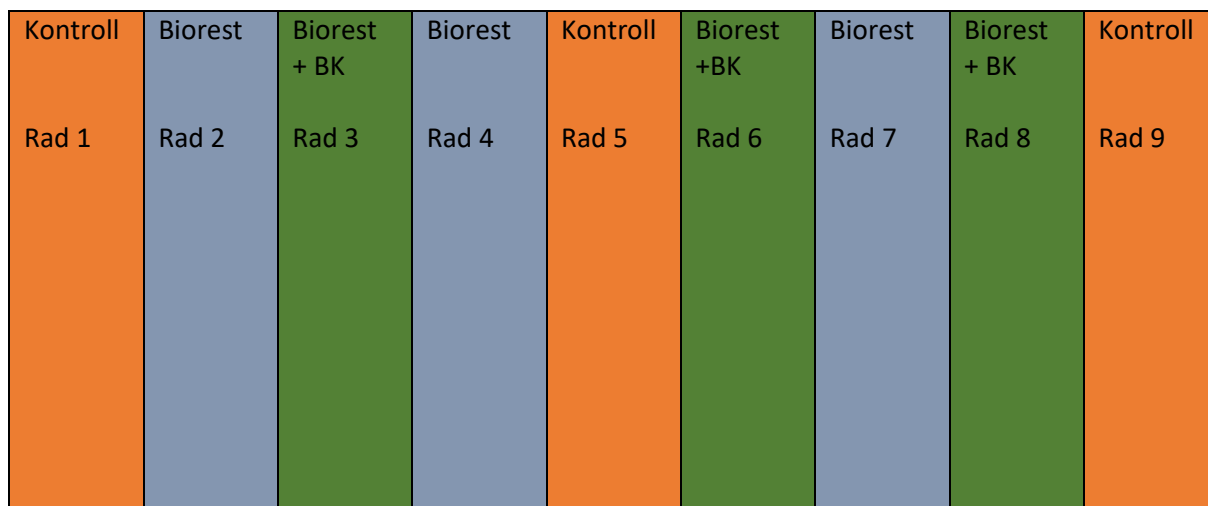 Kontroll
Rad 1
Biorest
Rad 2
Biorest
+ BK
Rad 3
Biorest
Rad 4
Kontroll
Rad 5
Biorest
+BK
Rad 6
Biorest
Rad 7
Biorest
+ BK
Rad 8
Kontroll
Rad 9